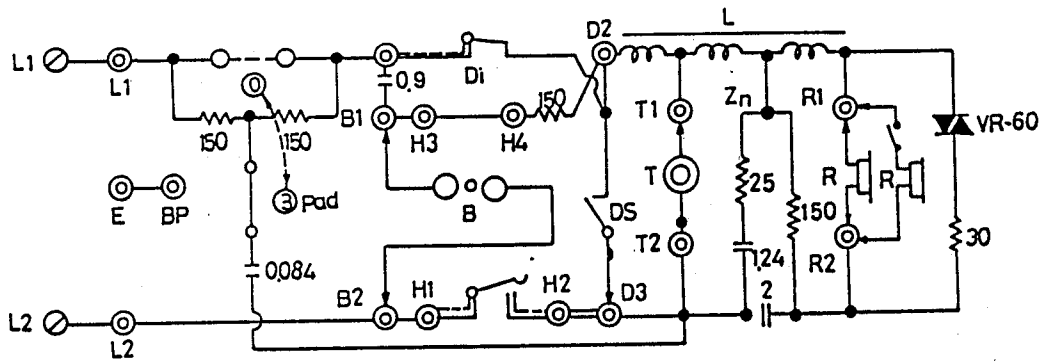 L
D2
L1
L1
0
0.9
Di
150
Zn
T1
R1
VR-60
150
150
B1
H3
H4
25
T
R
R
E
BP
3 Pad
B
DS
150
30
T2
R2
0,084
1,24
B2
H1
H2
D3
2
L2
L2